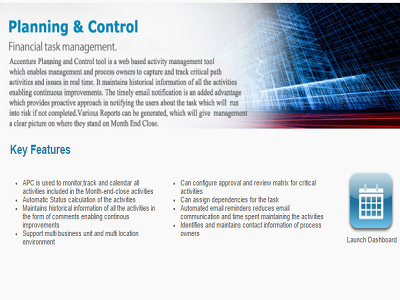 Planning & Control
Financial task management.
Accenture Planning and Control tool is a web based activity management tool
which enables management and process owners to capture and track critical path
activities and issues in real time. It maintains historical information of all the activities
enabling continuous improvements. The timely email notification is an added advantage
which provides proactive approach in notifying the users about the task which will run
into risk if not completed.Various Reports can be generated, which will give management
a clear picture on where they stand on Month End Close.
Key Features
• APC is used to monitor,track and calendar all
activities included in the Month-end-close activities
• Automatic Status calculation of the activities
• Maintains historical information of all the activities in
the form of comments enabling continous
improvements
• Support multi business unit and multi location
environment
• Can configure approval and review matrix for critical
activities
• Can assign dependencies for the task
• Automated email reminders reduces email
communication and time spent maintaining the activities
• Identifies and maintains contact information of process
owners
Launch Dashboard